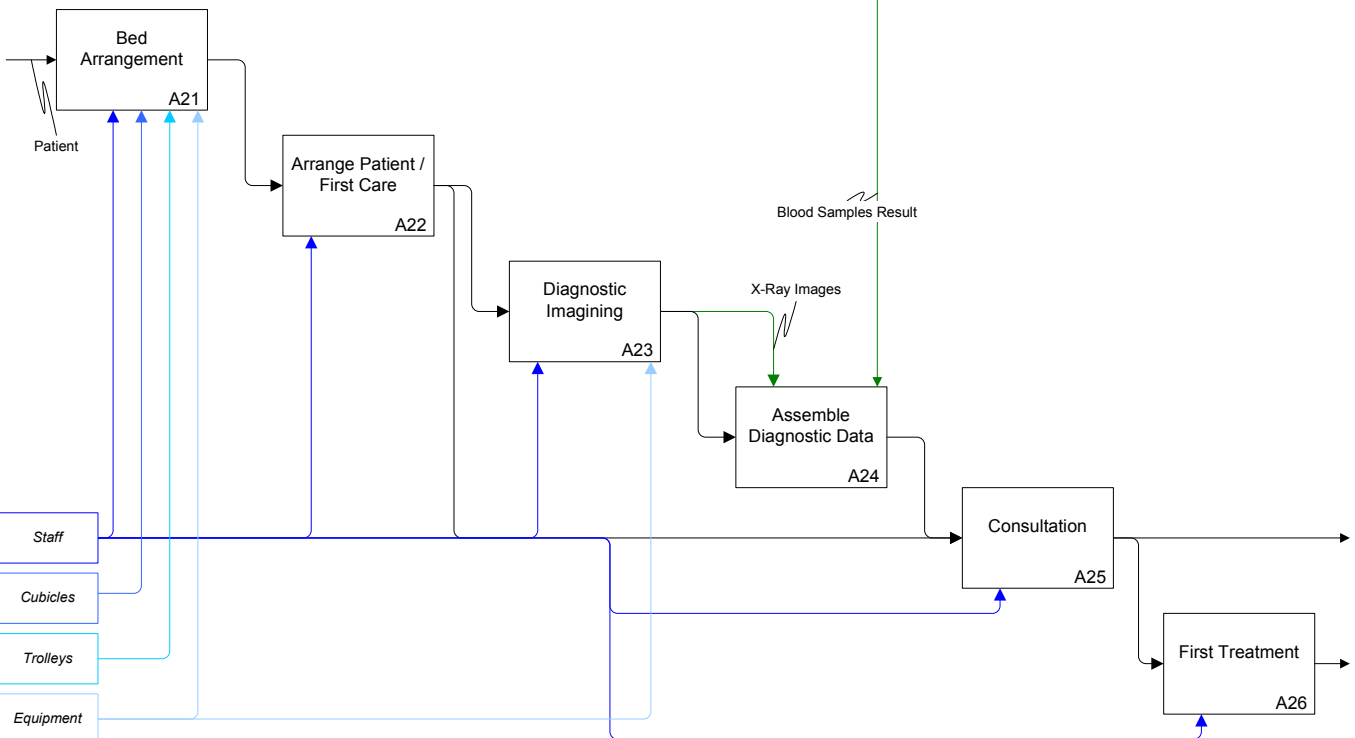 Bed
Arrangement
A21
Patient
Arrange Patient /
First Care
A22
Blood Samples Result
Diagnostic
Imagining
A23
X-Ray Images
Assemble
Diagnostic Data
A24
Consultation
A25
First Treatment
A26
Staff
Cubicles
Trolleys
Equipment